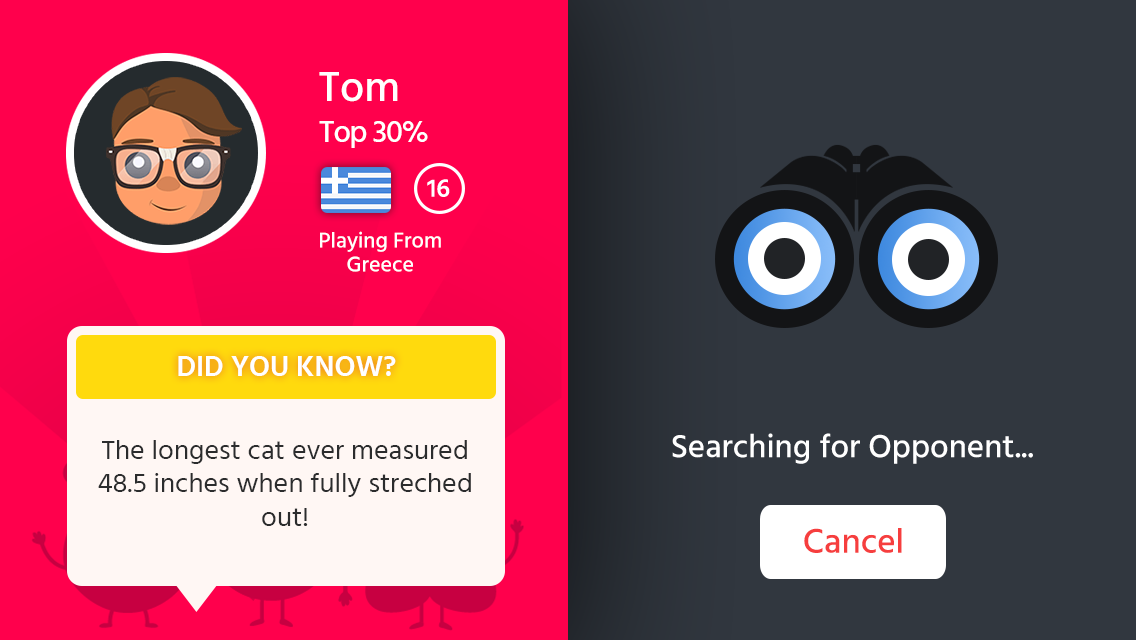 Tom
Top 30%
16
Playing From
Greece
DID YOU KNOW?
The longest cat ever measured
48.5 inches when fully streched
out!
Searching for Opponent...
Cancel